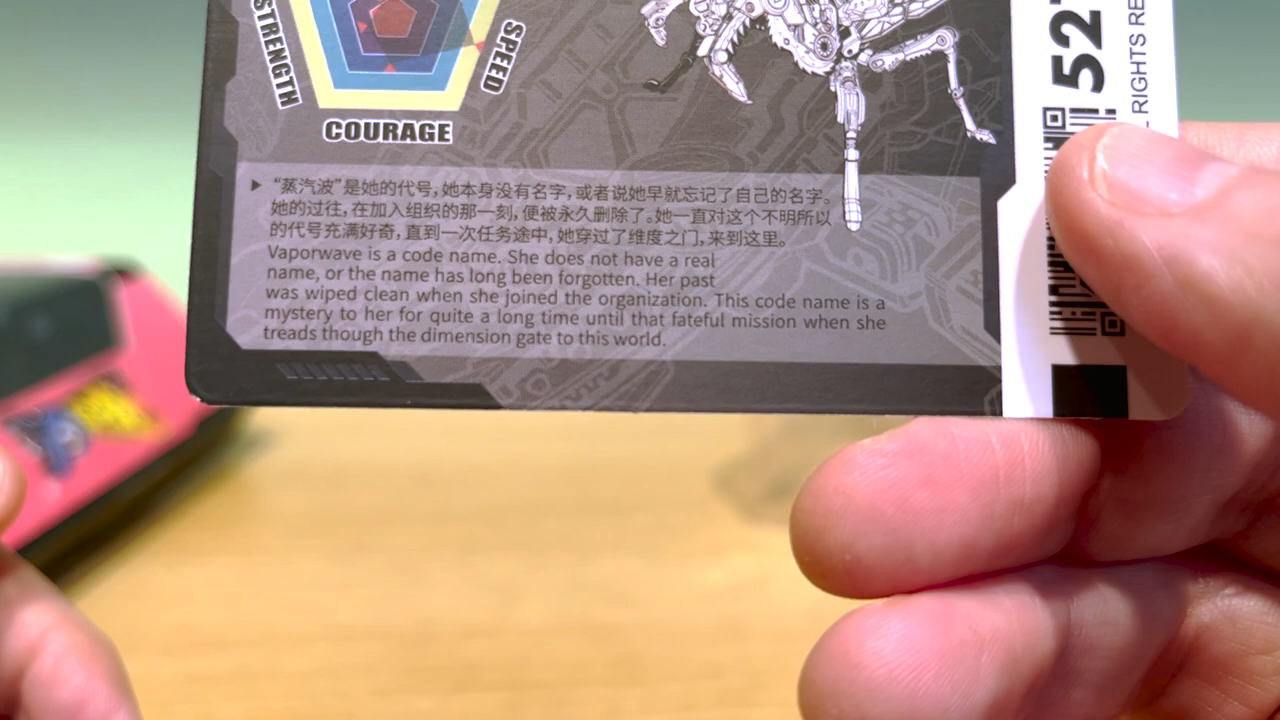 STRENGTH
SPEED
COURAGE
“蒸汽波”是她的代号，她本身没有名字，或者说她早就忘记了自己的名字。
她的过往，在加入组织的那一刻，便被永久删除了。她一直对这个不明所以
的代号充满好奇，直到一次任务途中，她穿过了维度之门，来到这里。
Vaporwave is a code name. She does not have a real
name, or the name has long been forgotten. Her past
was wiped clean when she joined the organization. This code name is a
mystery to her for quite a long time until that fateful mission when she
treads though the dimension gate to this world.
RIGHTS